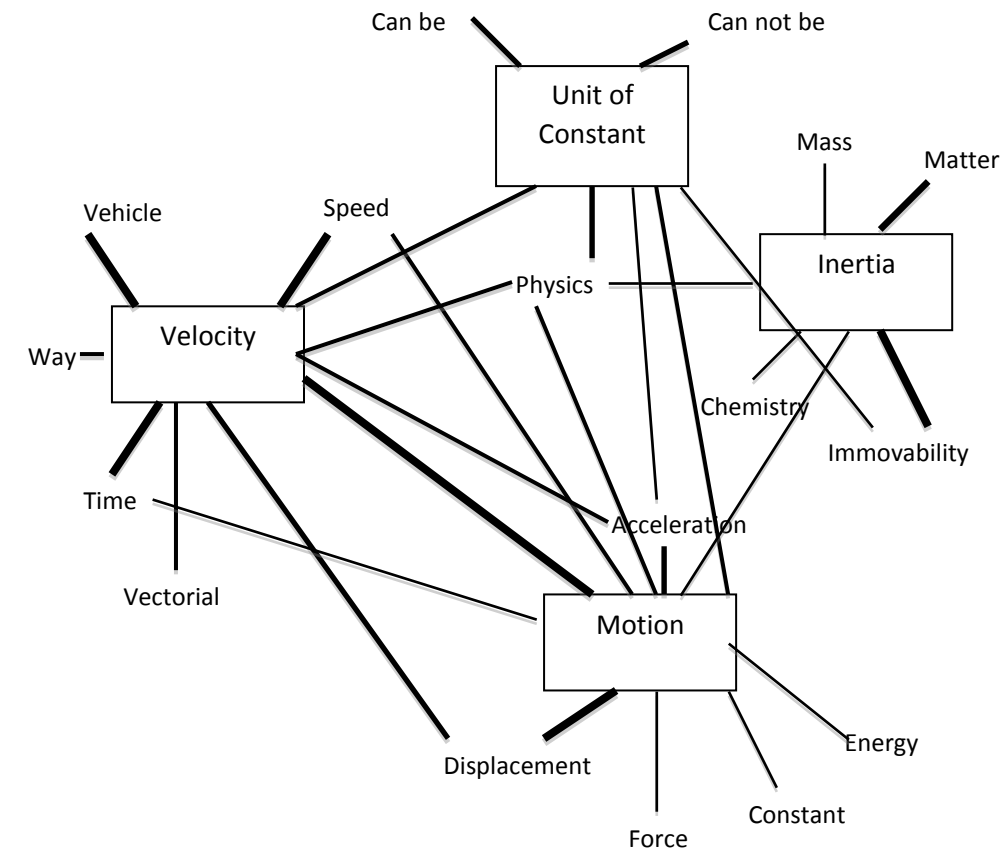 Can be
Can not be
Unit of
Constant
Mass
Matter
Vehicle
Speed
Inertia
Physics
Velocity
Way
Chemistry
Immovability
Time
Acceleration
Vectorial
Motion
Energy
Displacement
Constant
Force